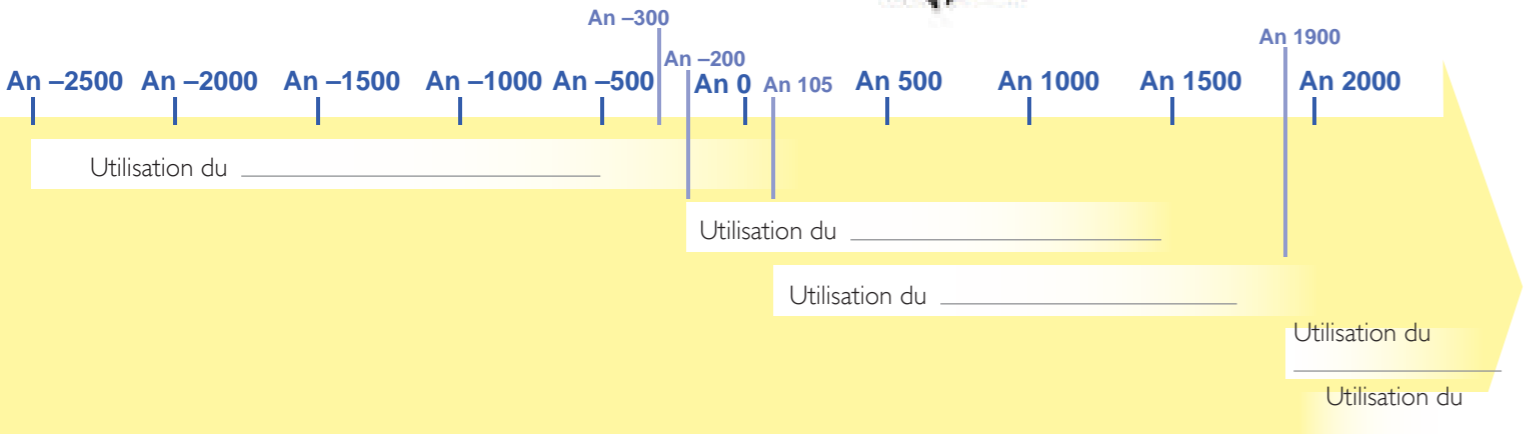 An –300
An 1900
An –200
An –2500 An –2000 An –1500 An –1000 An –500 An 0 An 105 An 500 An 1000 An 1500 An 2000
Utilisation du
Utilisation du
Utilisation du
Utilisation du
Utilisation du